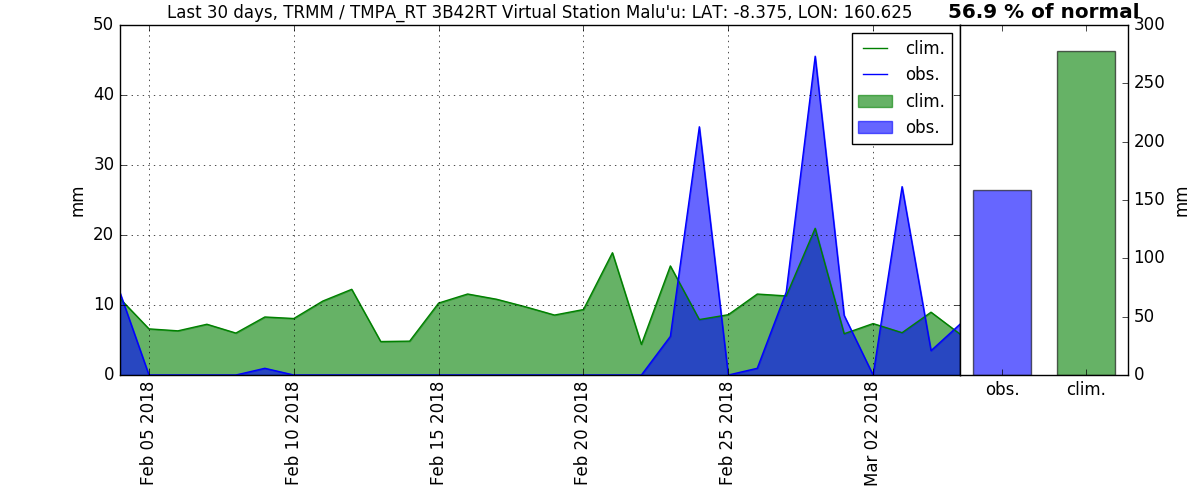 Last 30 days, TRMM / TMPA_RT 3B42RT Virtual Station Malu'u: LAT: -8.375, LON: 160.625
56.9 % of normal
50
40
30
20
10
0
mm
clim.
obs.
clim.
obs.
Feb 05 2018
Feb 10 2018
Feb 15 2018
Feb 20 2018
Feb 25 2018
Mar 02 2018
300
250
200
150
100
50
0
mm
obs.
clim.